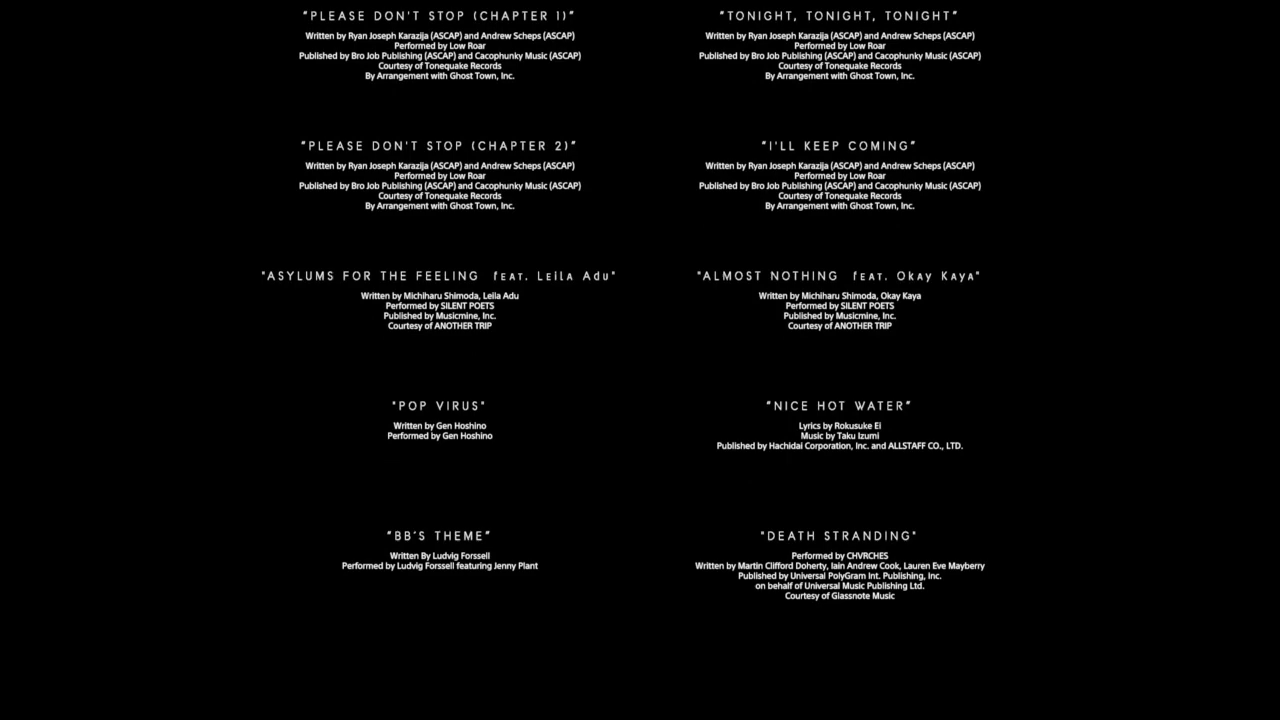 "PLEASE DON'T STOP (CHAPTER 1)"
Written by Ryan Joseph Karazija (ASCAP) and Andrew Scheps (ASCAP)
Performed by Low Roar
Published by Bro Job Publishing (ASCAP) and Cacophunky Music (ASCAP)
Courtesy of Tonequake Records
By Arrangement with Ghost Town, Inc.
"TONIGHT, TONIGHT, TONIGHT"
Written by Ryan Joseph Karazija (ASCAP) and Andrew Scheps (ASCAP)
Performed by Low Roar
Published by Bro Job Publishing (ASCAP) and Cacophunky Music (ASCAP)
Courtesy of Tonequake Records
By Arrangement with Ghost Town, Inc.
"PLEASE DON'T STOP (CHAPTER 2)"
Written by Ryan Joseph Karazija (ASCAP) and Andrew Scheps (ASCAP)
Performed by Low Roar
Published by Bro Job Publishing (ASCAP) and Cacophunky Music (ASCAP)
Courtesy of Tonequake Records
By Arrangement with Ghost Town, Inc.
"I'LL KEEP COMING"
Written by Ryan Joseph Karazija (ASCAP) and Andrew Scheps (ASCAP)
Performed by Low Roar
Published by Bro Job Publishing (ASCAP) and Cacophunky Music (ASCAP)
Courtesy of Tonequake Records
By Arrangement with Ghost Town, Inc.
"ASYLUMS FOR THE FEELING feat. Leila Adu"
Written by Michiharu Shimoda, Leila Adu
Performed by SILENT POETS
Published by Musicmine, Inc.
Courtesy of ANOTHER TRIP
"ALMOST NOTHING feat. Okay Kaya"
Written by Michiharu Shimoda, Okay Kaya
Performed by SILENT POETS
Published by Musicmine, Inc.
Courtesy of ANOTHER TRIP
"POP VIRUS"
Written by Gen Hoshino
Performed by Gen Hoshino
"NICE HOT WATER"
Lyrics by Rokusuke Ei
Music by Taku Izumi
Published by Hachidai Corporation, Inc. and ALLSTAFF CO., LTD.
"BB'S THEME"
Written By Ludvig Forssell
Performed by Ludvig Forssell featuring Jenny Plant
"DEATH STRANDING"
Performed by CHVRCHES
Written by Martin Clifford Doherty, Iain Andrew Cook, Lauren Eve Mayberry
Published by Universal PolyGram Int. Publishing, Inc.
on behalf of Universal Music Publishing Ltd.
Courtesy of Glassnote Music